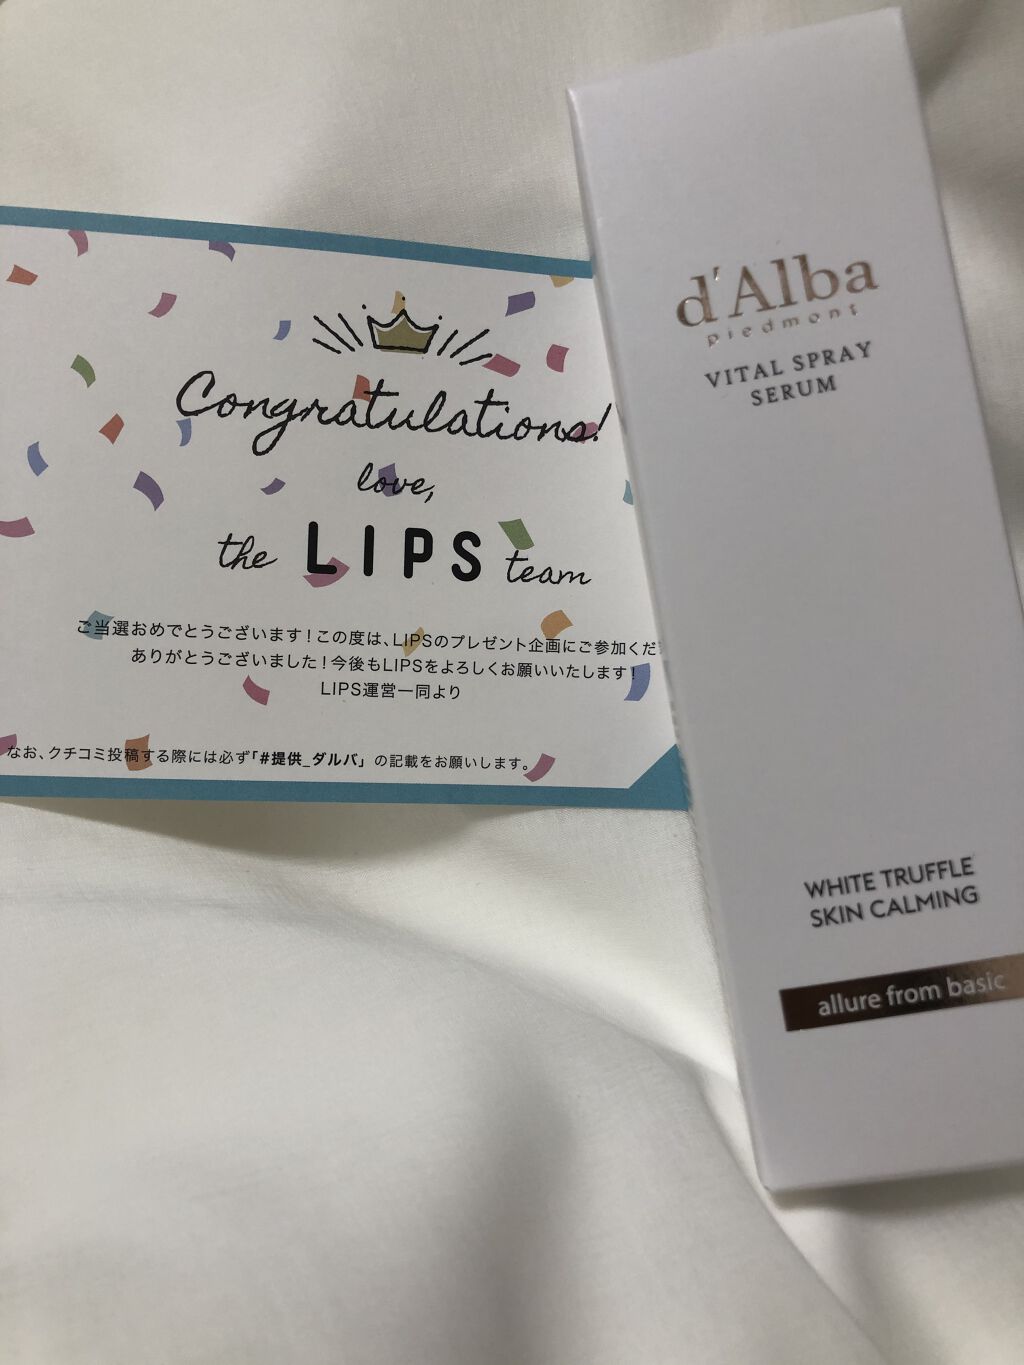 Congratulations!
love,
the LIPS team
ご当選おめでとうございます!この度は、LIPSのプレゼント企画にご参加くだ
ありがとうございました!今後もLIPSをよろしくお願いいたします!
LIPS運営一同より
なお、クチコミ投稿する際には必ず「#提供_ダルバ」の記載をお願いします。
d'Alba
piedmont
VITAL SPRAY
SERUM
WHITE TRUFFLE
SKIN CALMING
allure from basic